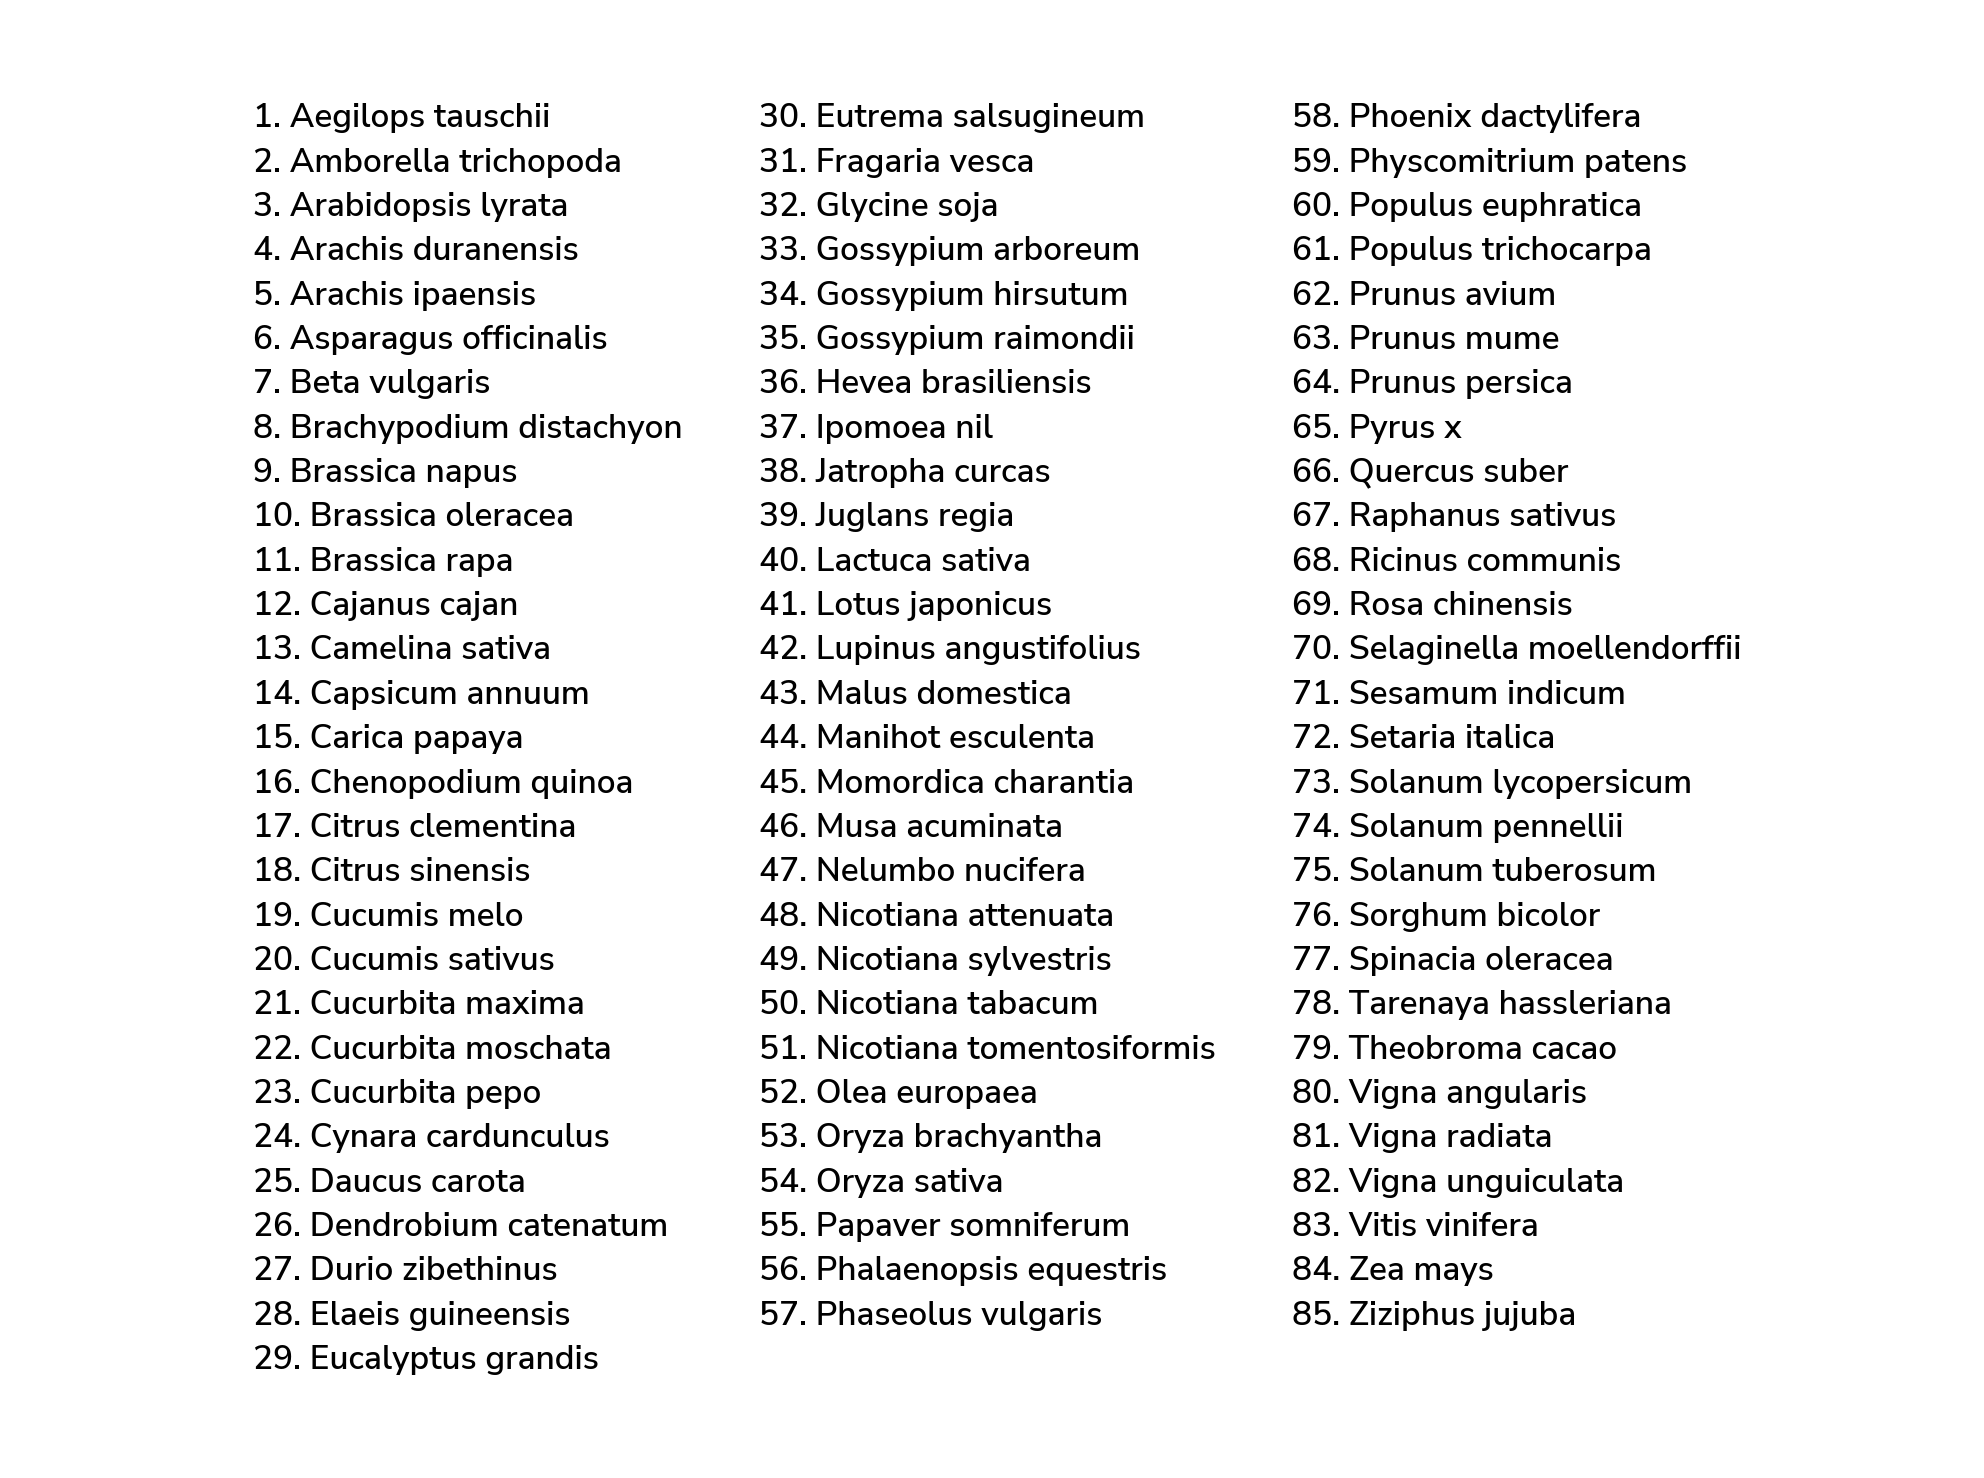 1. Aegilops tauschii
2. Amborella trichopoda
3. Arabidopsis lyrata
4. Arachis duranensis
5. Arachis ipaensis
6. Asparagus officinalis
7. Beta vulgaris
8. Brachypodium distachyon
9. Brassica napus
10. Brassica oleracea
11. Brassica rapa
12. Cajanus cajan
13. Camelina sativa
14. Capsicum annuum
15. Carica papaya
16. Chenopodium quinoa
17. Citrus clementina
18. Citrus sinensis
19. Cucumis melo
20. Cucumis sativus
21. Cucurbita maxima
22. Cucurbita moschata
23. Cucurbita pepo
24. Cynara cardunculus
25. Daucus carota
26. Dendrobium catenatum
27. Durio zibethinus
28. Elaeis guineensis
29. Eucalyptus grandis
30. Eutrema salsugineum
31. Fragaria vesca
32. Glycine soja
33. Gossypium arboreum
34. Gossypium hirsutum
35. Gossypium raimondii
36. Hevea brasiliensis
37. Ipomoea nil
38. Jatropha curcas
39. Juglans regia
40. Lactuca sativa
41. Lotus japonicus
42. Lupinus angustifolius
43. Malus domestica
44. Manihot esculenta
45. Momordica charantia
46. Musa acuminata
47. Nelumbo nucifera
48. Nicotiana attenuata
49. Nicotiana sylvestris
50. Nicotiana tabacum
51. Nicotiana tomentosiformis
52. Olea europaea
53. Oryza brachyantha
54. Oryza sativa
55. Papaver somniferum
56. Phalaenopsis equestris
57. Phaseolus vulgaris
58. Phoenix dactylifera
59. Physcomitrium patens
60. Populus euphratica
61. Populus trichocarpa
62. Prunus avium
63. Prunus mume
64. Prunus persica
65. Pyrus x
66. Quercus suber
67. Raphanus sativus
68. Ricinus communis
69. Rosa chinensis
70. Selaginella moellendorffii
71. Sesamum indicum
72. Setaria italica
73. Solanum lycopersicum
74. Solanum pennellii
75. Solanum tuberosum
76. Sorghum bicolor
77. Spinacia oleracea
78. Tarenaya hassleriana
79. Theobroma cacao
80. Vigna angularis
81. Vigna radiata
82. Vigna unguiculata
83. Vitis vinifera
84. Zea mays
85. Ziziphus jujuba